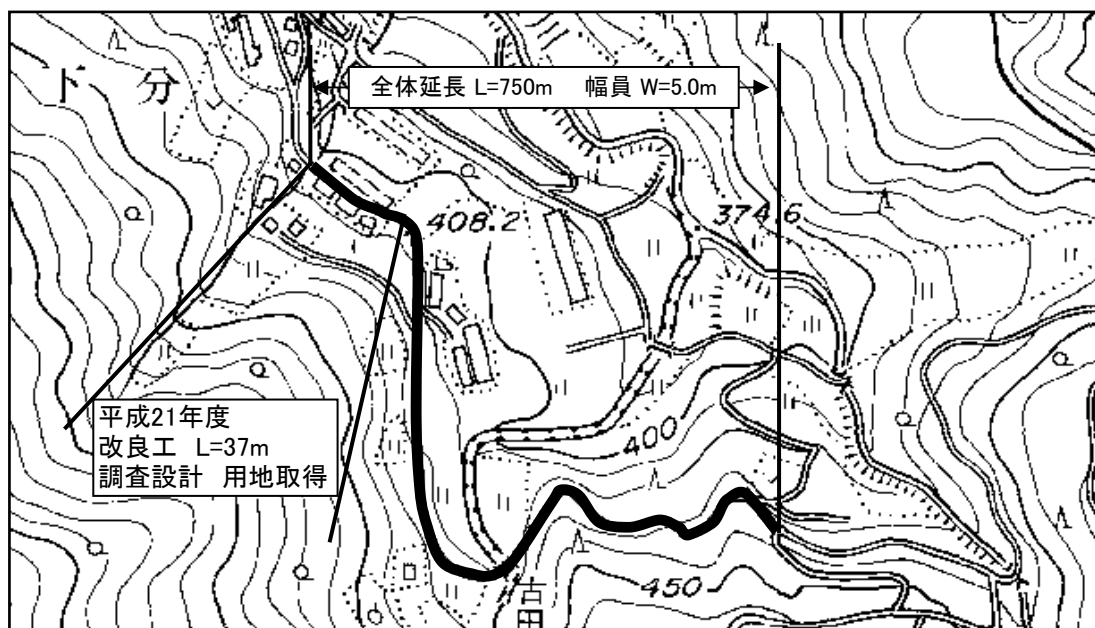 全体延長 L=750m 幅員 W=5.0m
下 分
408.2
374.6
平成21年度
改良工 L=37m
調査設計 用地取得
400
古田
450